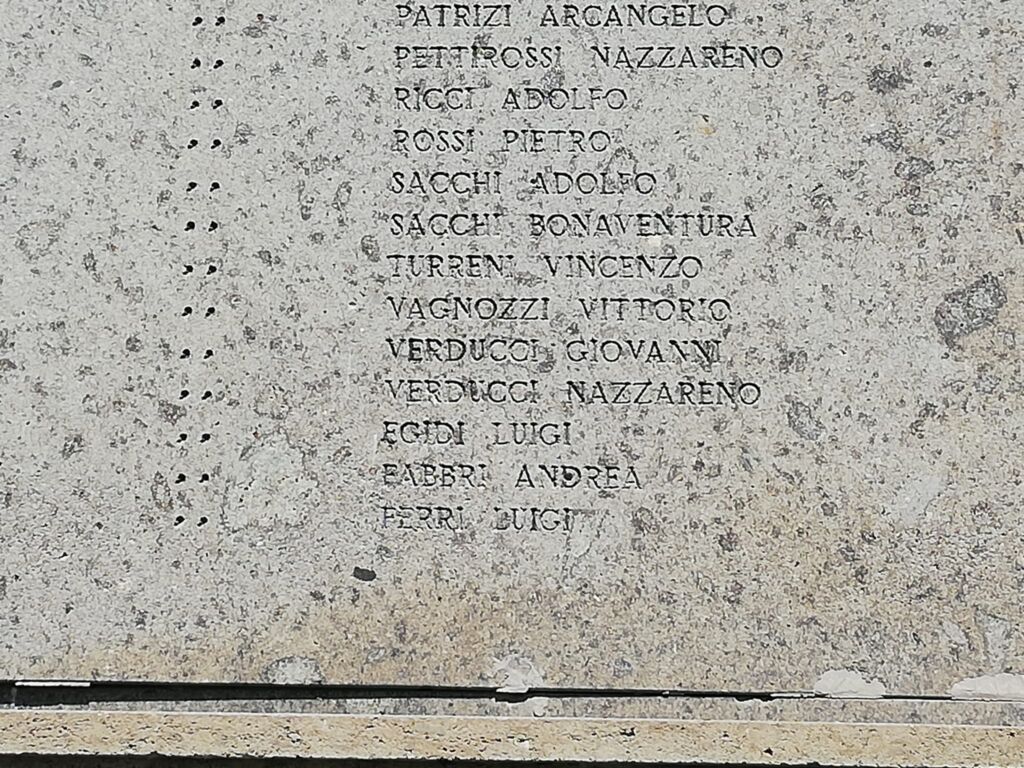 ,, PATRIZI ARCANGELO
,, PETTIROSSI NAZZARENO
,, RICCI ADOLFO
,, ROSSI PIETRO
,, SACCHI ADOLFO
,, SACCHI BONAVENTURA
,, TURRENI VINCENZO
,, VAGNOZZI VITTORIO
,, VERDUCCI GIOVANNI
,, VERDUCCI NAZZARENO
,, EGIDI LUIGI
,, FABBRI ANDREA
,, FERRI LUIGI